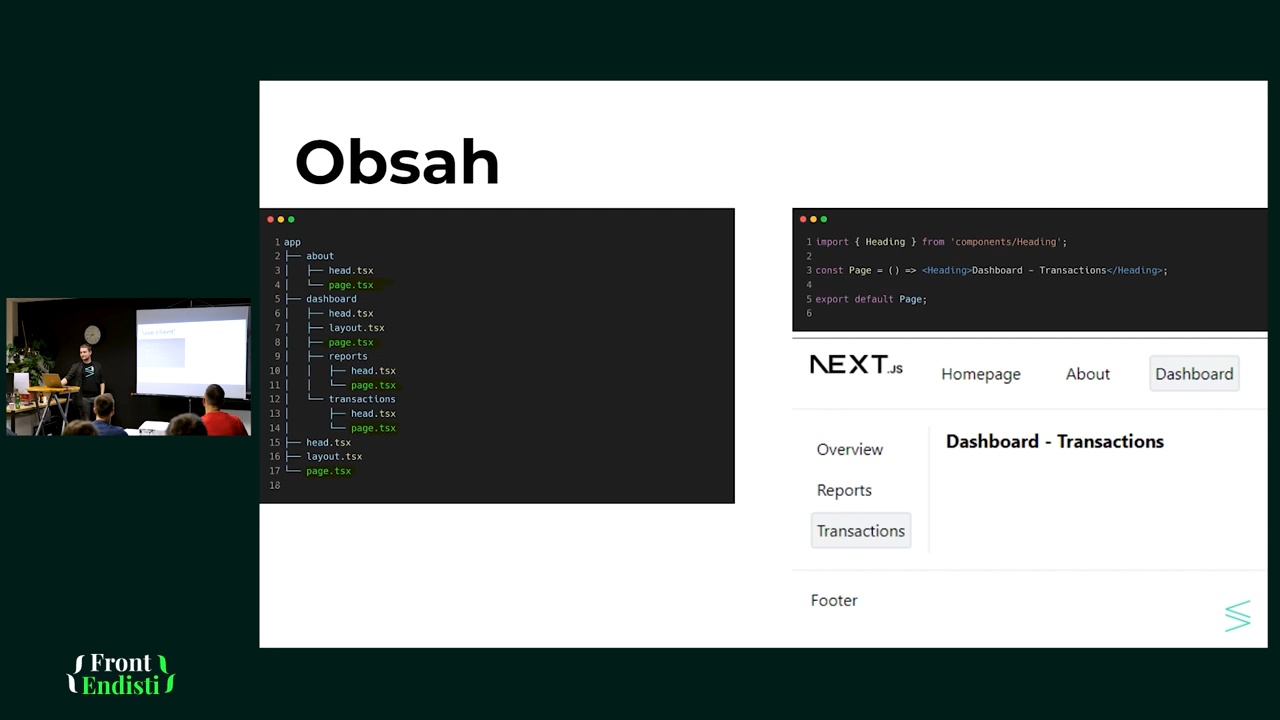 Obsah
1 app
2 ├── about
3 │   ├── head.tsx
4 │   └── page.tsx
5 ├── dashboard
6 │   ├── head.tsx
7 │   ├── layout.tsx
8 │   ├── page.tsx
9 │   ├── reports
10 │   │   ├── head.tsx
11 │   │   └── page.tsx
12 │   └── transactions
13 │       ├── head.tsx
14 │       └── page.tsx
15 ├── head.tsx
16 ├── layout.tsx
17 └── page.tsx
18
1 import { Heading } from 'components/Heading';
2
3 const Page = () => <Heading>Dashboard - Transactions</Heading>;
4
5 export default Page;
6
NEXT.JS Homepage About Dashboard
Overview
Reports
Transactions
Dashboard - Transactions
Footer
{Front}
{Endisti}